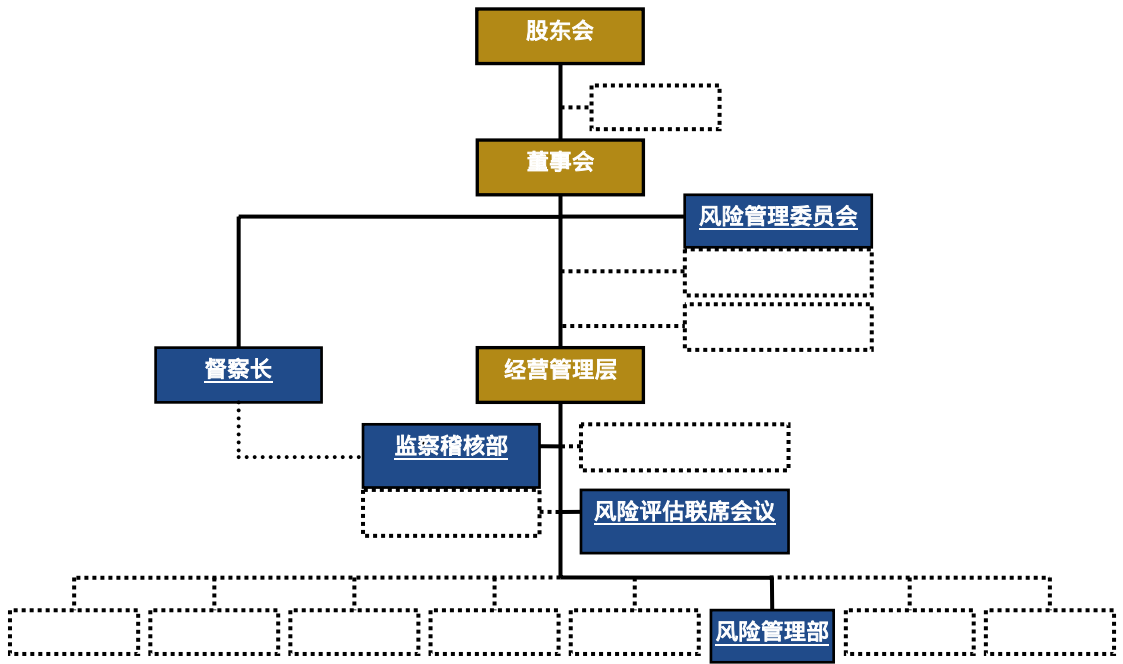 股东会
董事会
风险管理委员会
督察长
经营管理层
监察稽核部
风险评估联席会议
风险管理部